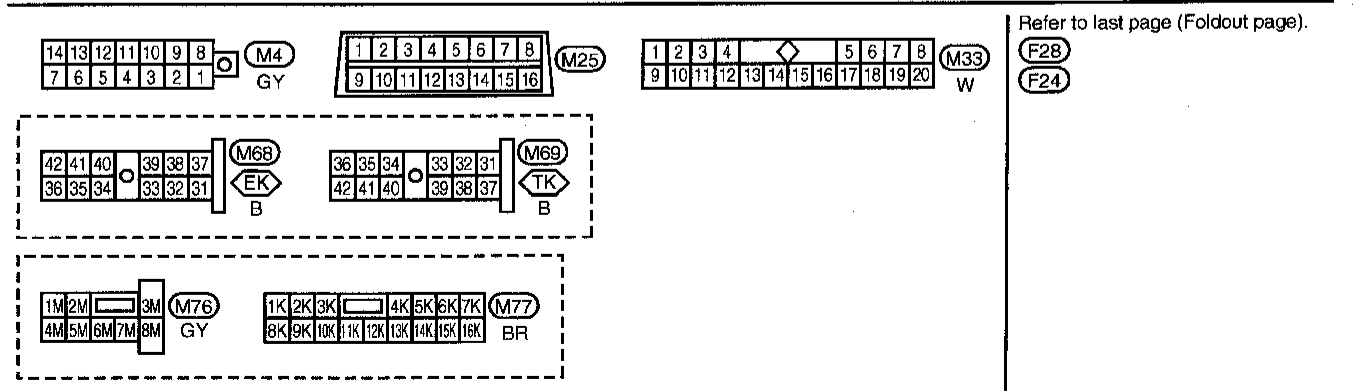 Refer to last page (Foldout page).
F28
F24
14 13 12 11 10 9 8
7 6 5 4 3 2 1
M4
GY
1 2 3 4 5 6 7 8
9 10 11 12 13 14 15 16
M25
1 2 3 4 5 6 7 8
9 10 11 12 13 14 15 16 17 18 19 20
M33
W
42 41 40 39 38 37
36 35 34 33 32 31
M68
EK
B
36 35 34 33 32 31
42 41 40 39 38 37
M69
TK
B
1M 2M 3M
4M 5M 6M 7M 8M
M76
GY
1K 2K 3K 4K 5K 6K 7K
8K 9K 10K 11K 12K 13K 14K 15K 16K
M77
BR